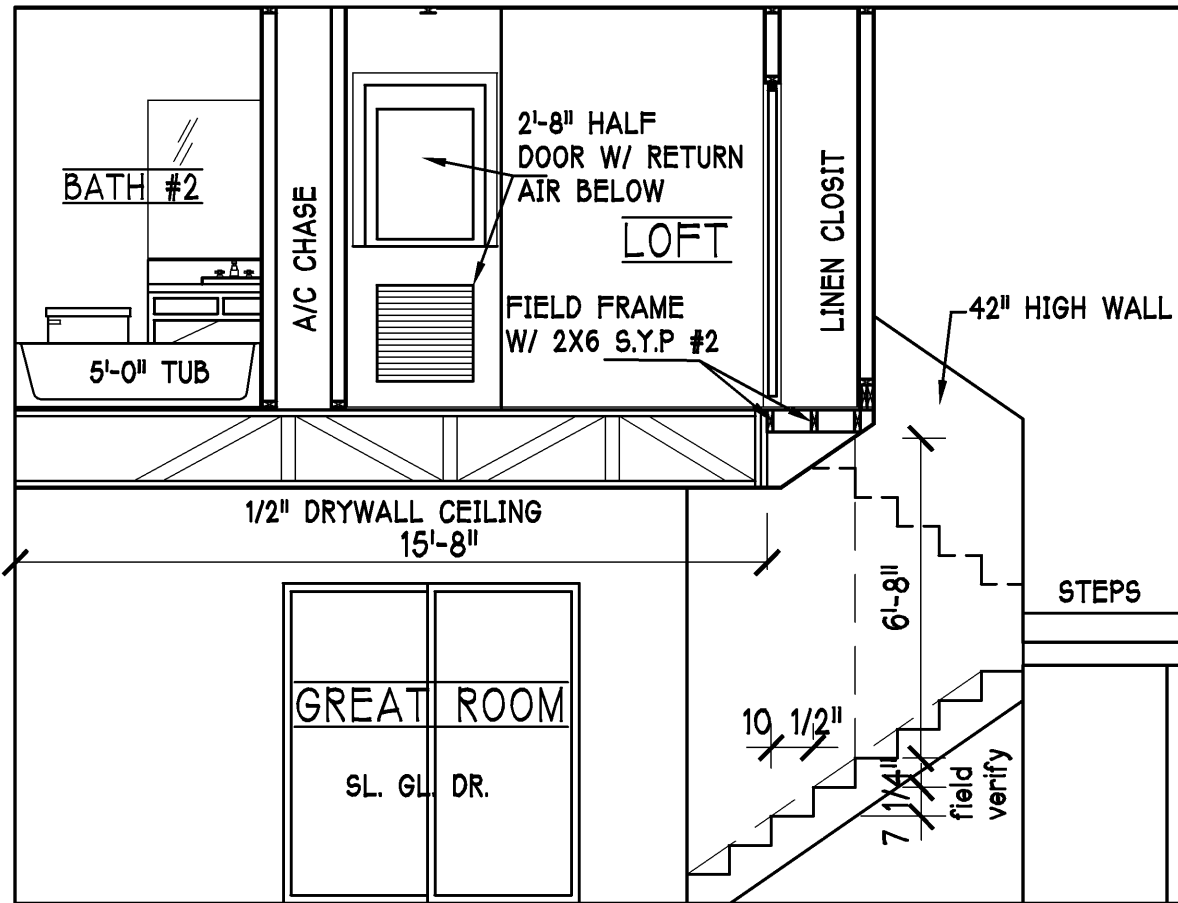 2'-8" HALF
DOOR W/ RETURN
AIR BELOW
BATH #2
A/C CHASE
LOFT
LINEN CLOSIT
FIELD FRAME
W/ 2X6 S.Y.P #2
42" HIGH WALL
5'-0" TUB
1/2" DRYWALL CEILING
15'-8"
6'-8"
STEPS
GREAT ROOM
10 1/2"
SL. GL. DR.
7 1/4"
field
verify